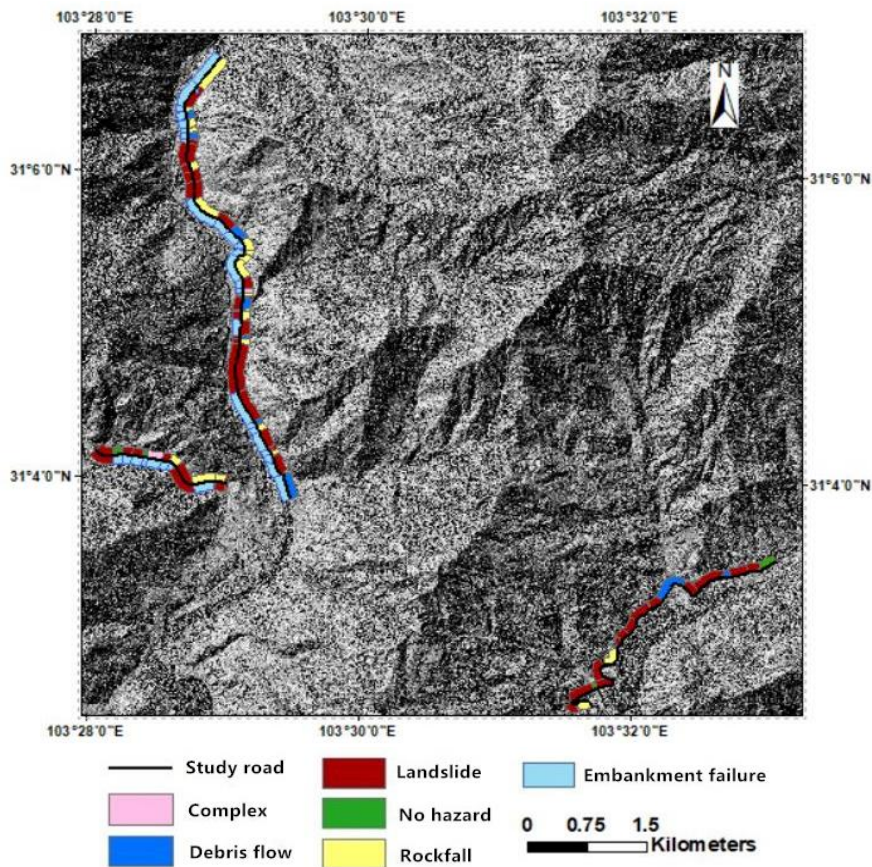 103°28'0"E 103°30'0"E 103°32'0"E
N
31°6'0"N 31°6'0"N
31°4'0"N 31°4'0"N
103°28'0"E 103°30'0"E 103°32'0"E
Study road Landslide Embankment failure
Complex No hazard
Debris flow Rockfall
0 0.75 1.5
Kilometers